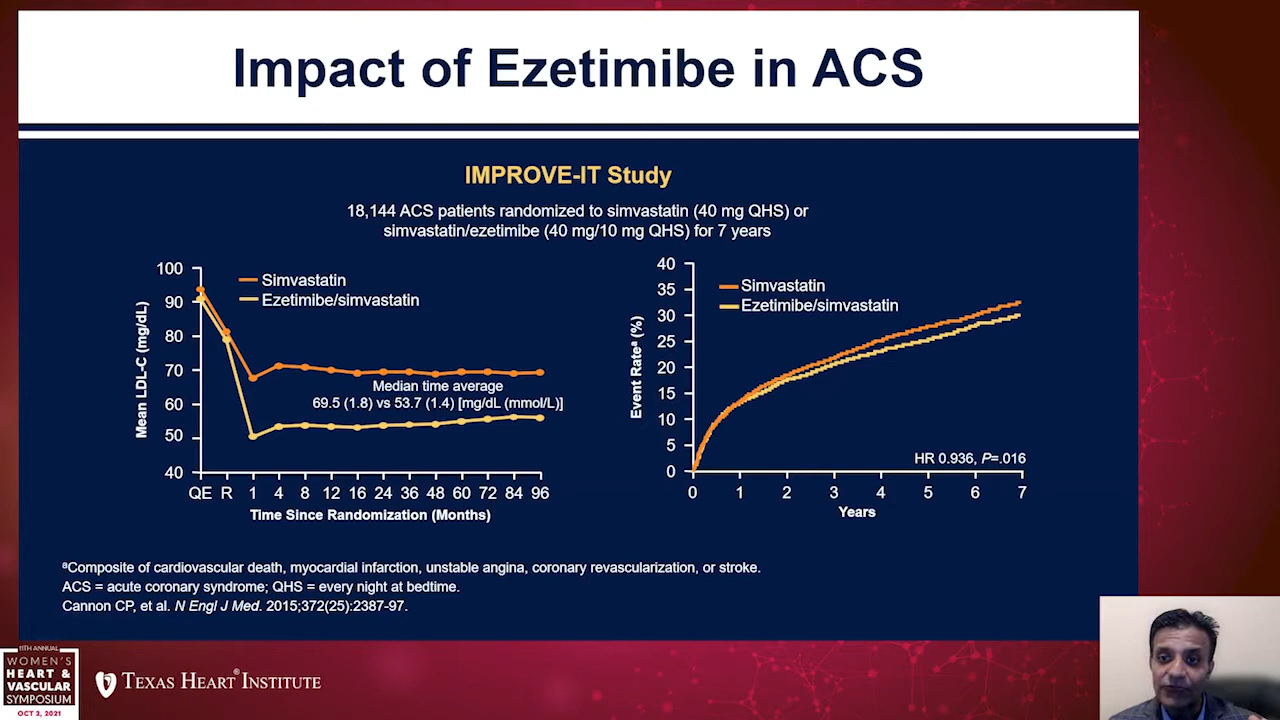 Impact of Ezetimibe in ACS
IMPROVE-IT Study
18,144 ACS patients randomized to simvastatin (40 mg QHS) or
simvastatin/ezetimibe (40 mg/10 mg QHS) for 7 years
Mean LDL-C (mg/dL)
100
90
80
70
60
50
40
Simvastatin
Ezetimibe/simvastatin
Median time average
69.5 (1.8) vs 53.7 (1.4) [mg/dL (mmol/L)]
QE R 1 4 8 12 16 24 36 48 60 72 84 96
Time Since Randomization (Months)
Event Rateᵃ (%)
40
35
30
25
20
15
10
5
0
Simvastatin
Ezetimibe/simvastatin
HR 0.936, P=.016
0 1 2 3 4 5 6 7
Years
ᵃComposite of cardiovascular death, myocardial infarction, unstable angina, coronary revascularization, or stroke.
ACS = acute coronary syndrome; QHS = every night at bedtime.
Cannon CP, et al. N Engl J Med. 2015;372(25):2387-97.
11TH ANNUAL
WOMEN'S
HEART &
VASCULAR
SYMPOSIUM
OCT 2, 2021
TEXAS HEART® INSTITUTE